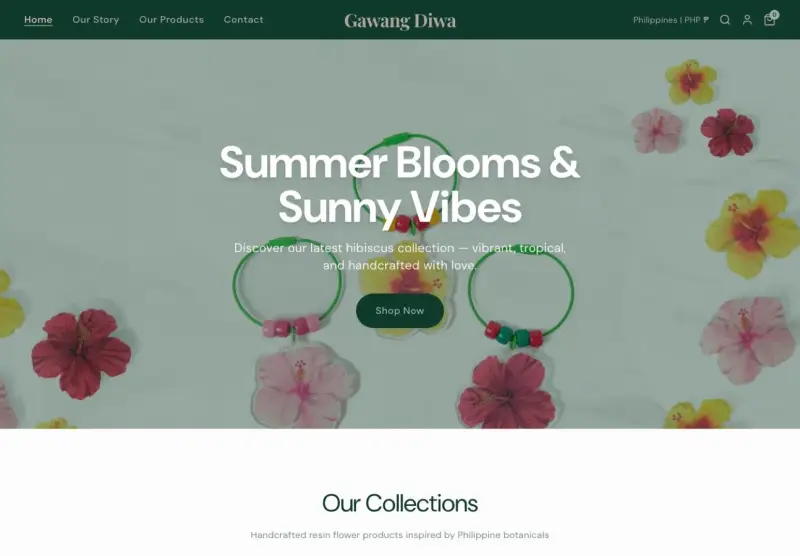 Home
Our Story
Our Products
Contact
Gawang Diwa
Philippines | PHP ₱
0
Summer Blooms &
Sunny Vibes
Discover our latest hibiscus collection — vibrant, tropical,
and handcrafted with love.
Shop Now
Our Collections
Handcrafted resin flower products inspired by Philippine botanicals